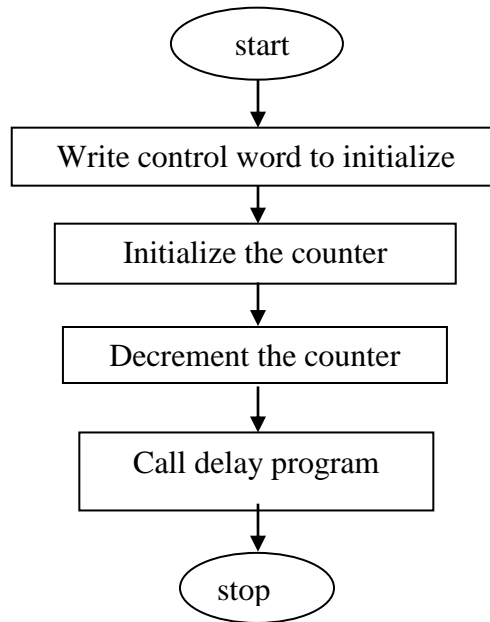 start
Write control word to initialize
Initialize the counter
Decrement the counter
Call delay program
stop